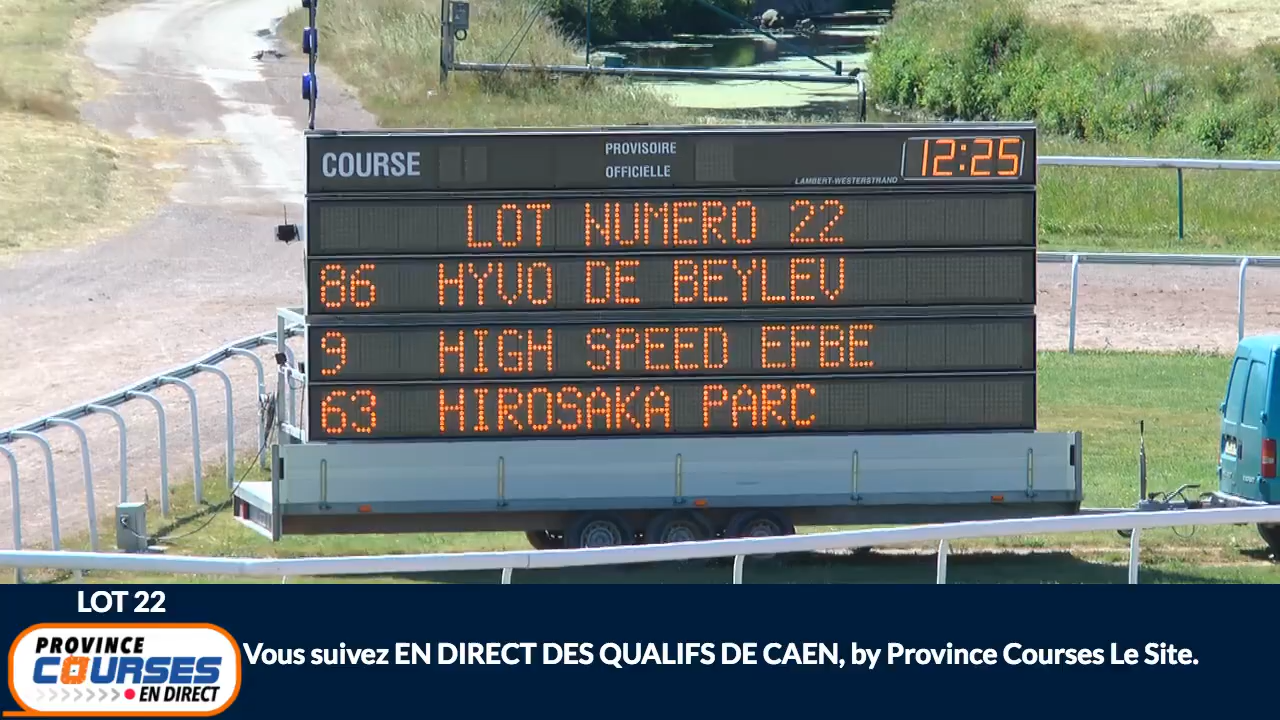 COURSE
PROVISOIRE
OFFICIELLE
12:25
LAMBERT-WESTERSTRAND
LOT NUMERO 22
86 HYVO DE BEYLEV
9 HIGH SPEED EFBE
63 HIROSAKA PARC
LOT 22
PROVINCE
COURSES
EN DIRECT
Vous suivez EN DIRECT DES QUALIFS DE CAEN, by Province Courses Le Site.